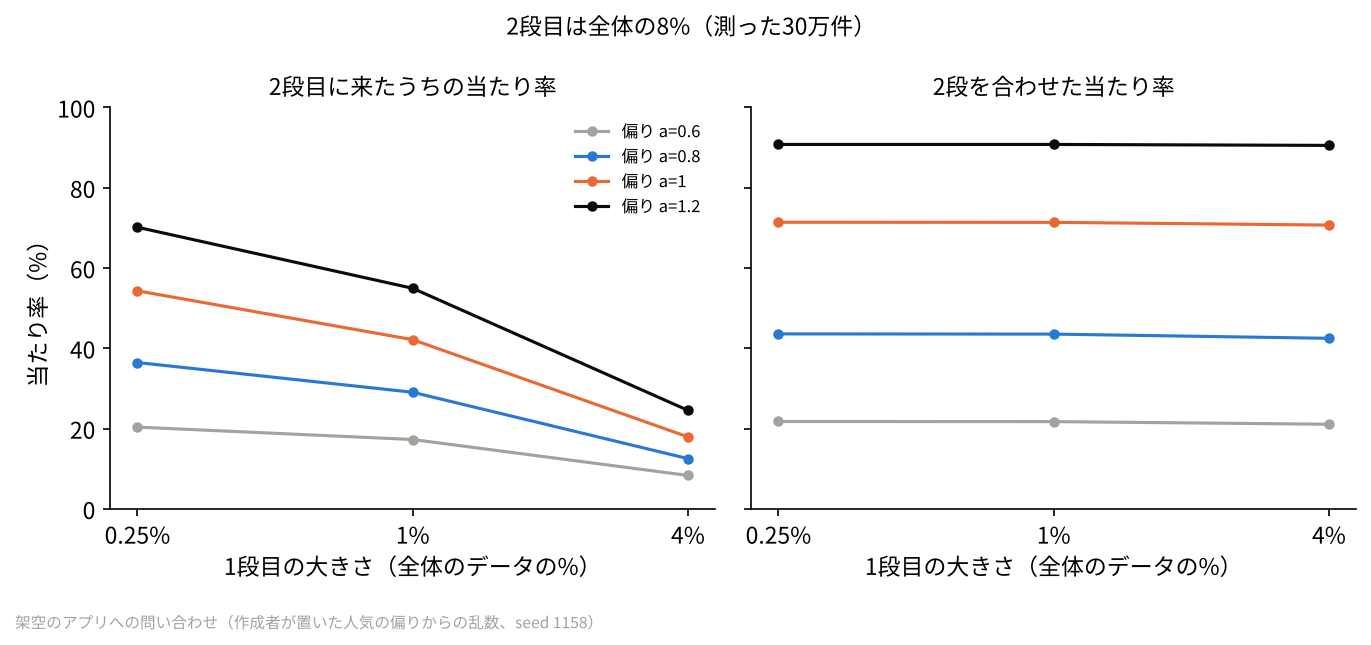 2段目は全体の8%（測った30万件）
2段目に来たうちの当たり率
2段を合わせた当たり率
当たり率（%）
100
80
60
40
20
0
偏り a=0.6
偏り a=0.8
偏り a=1
偏り a=1.2
0.25%
1%
4%
0.25%
1%
4%
1段目の大きさ（全体のデータの%）
1段目の大きさ（全体のデータの%）
架空のアプリへの問い合わせ（作成者が置いた人気の偏りからの乱数、seed 1158）